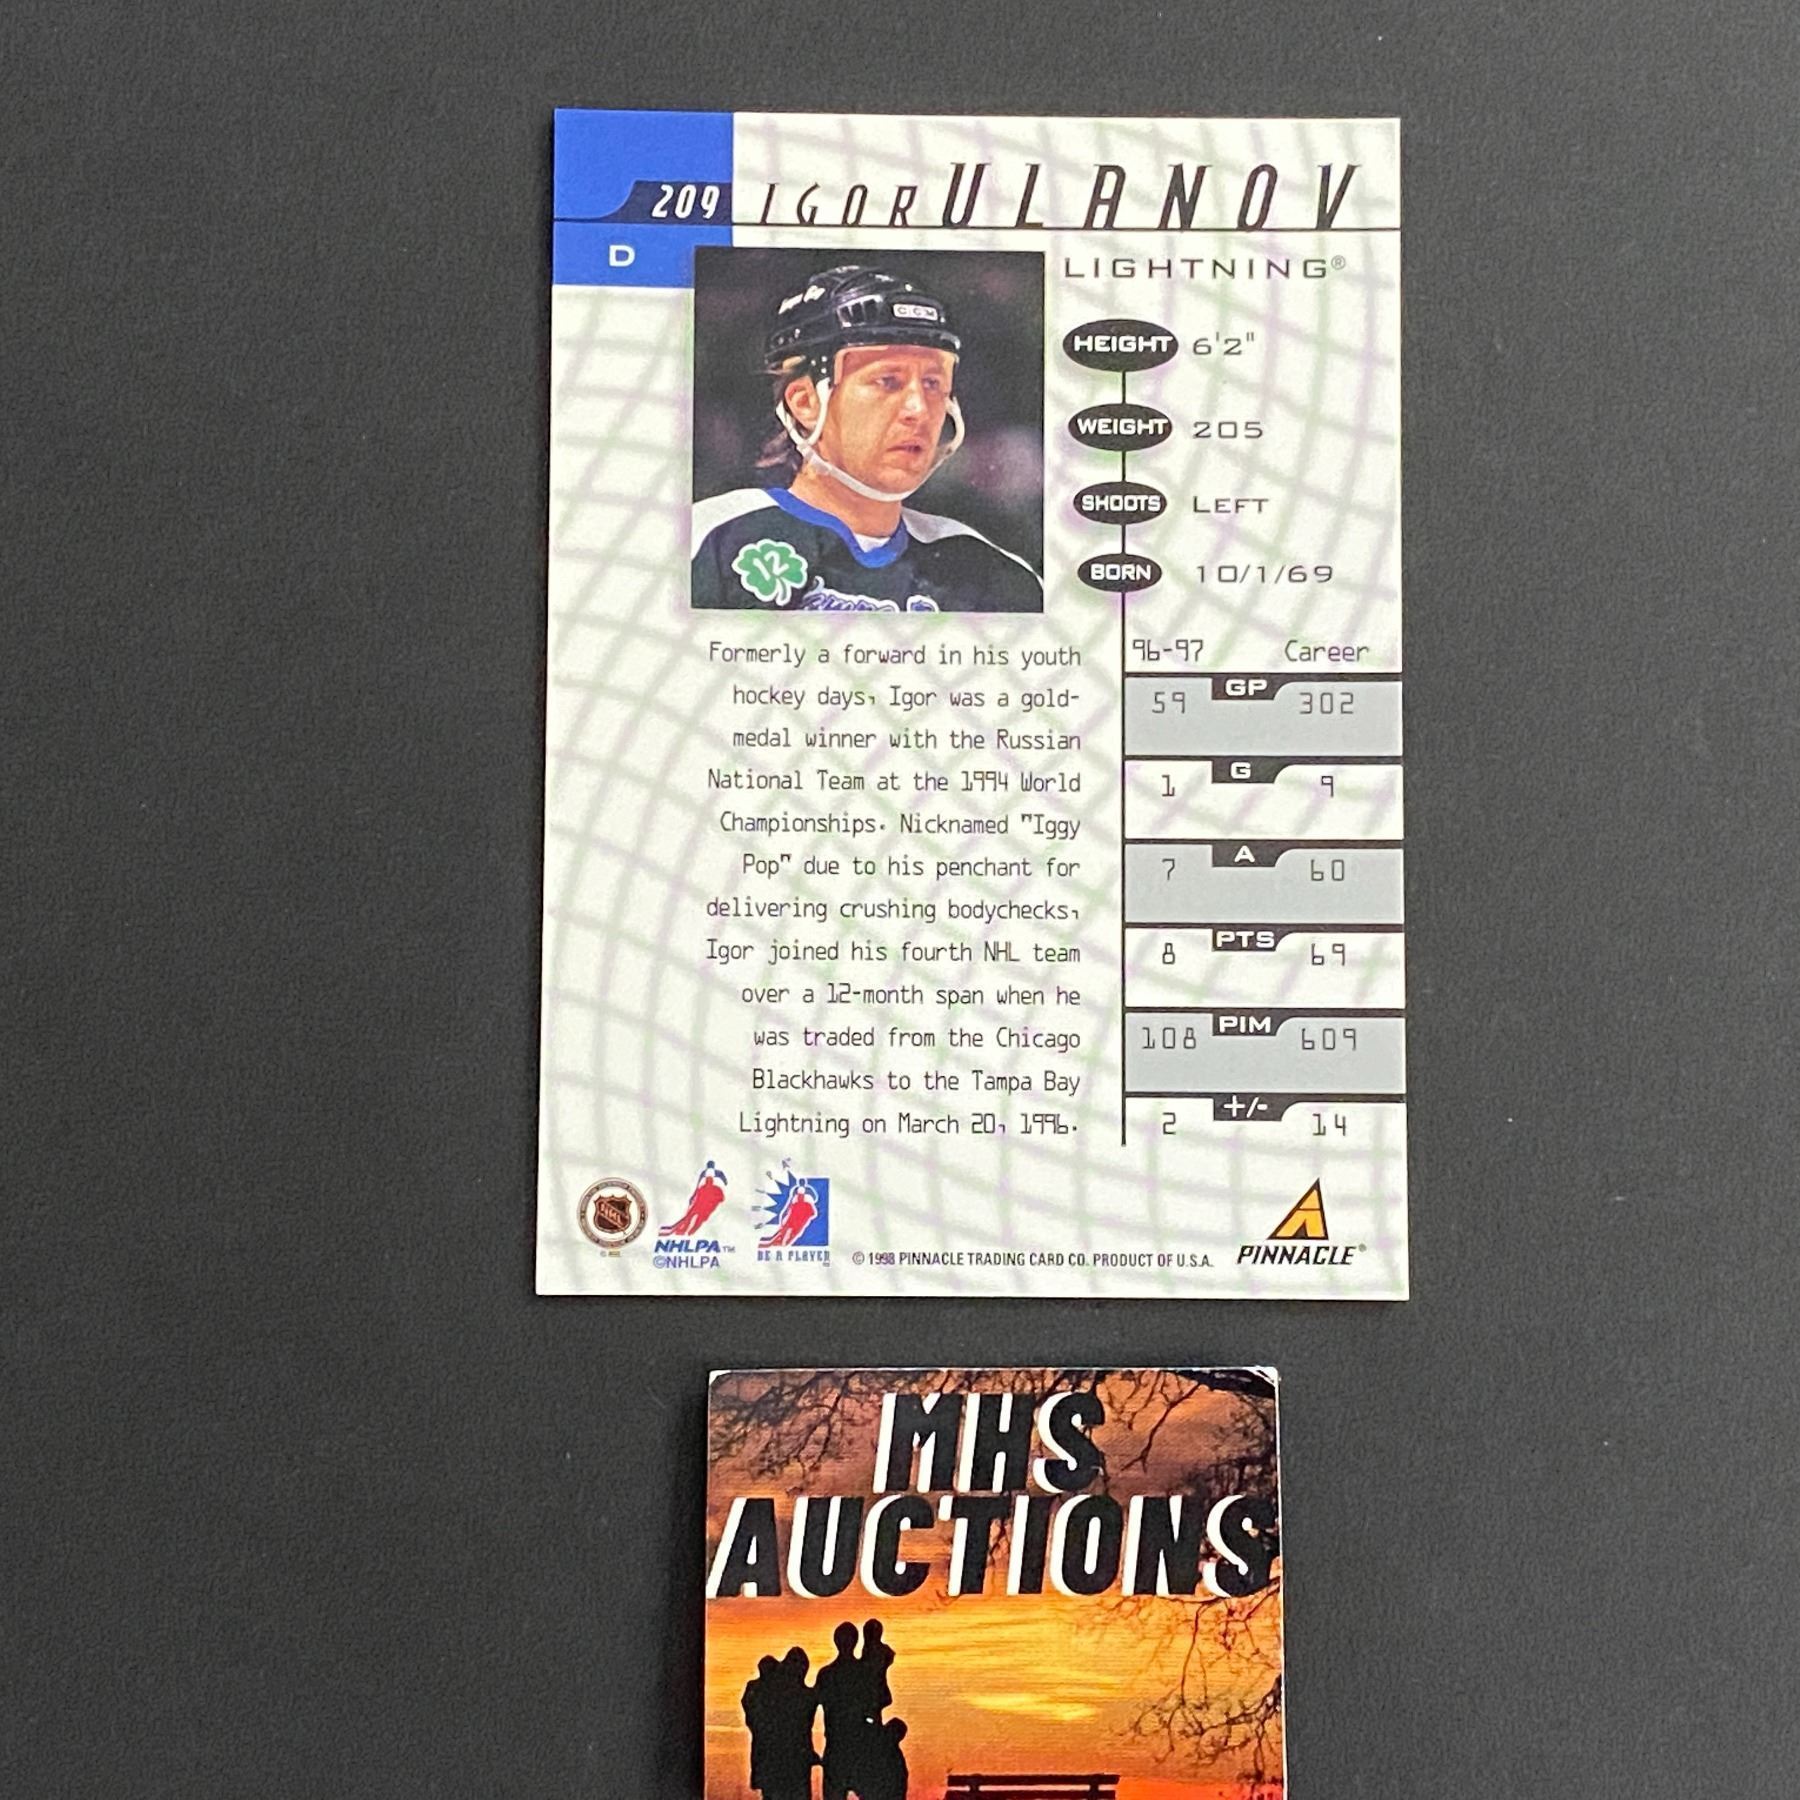 209 IGOR ULANOV
D
LIGHTNING®
CCM
12
HEIGHT 6'2"
WEIGHT 205
SHOOTS LEFT
BORN 10/1/69
Formerly a forward in his youth
hockey days, Igor was a gold-
medal winner with the Russian
National Team at the 1994 World
Championships. Nicknamed "Iggy
Pop" due to his penchant for
delivering crushing bodychecks,
Igor joined his fourth NHL team
over a 12-month span when he
was traded from the Chicago
Blackhawks to the Tampa Bay
Lightning on March 20, 1996.
96-97 Career
59 GP 302
1 G 9
7 A 60
8 PTS 69
108 PIM 609
2 +/- 14
NHL
NHLPA™
©NHLPA
BE A PLAYER
© 1998 PINNACLE TRADING CARD CO. PRODUCT OF U.S.A.
PINNACLE®
MHS
AUCTIONS